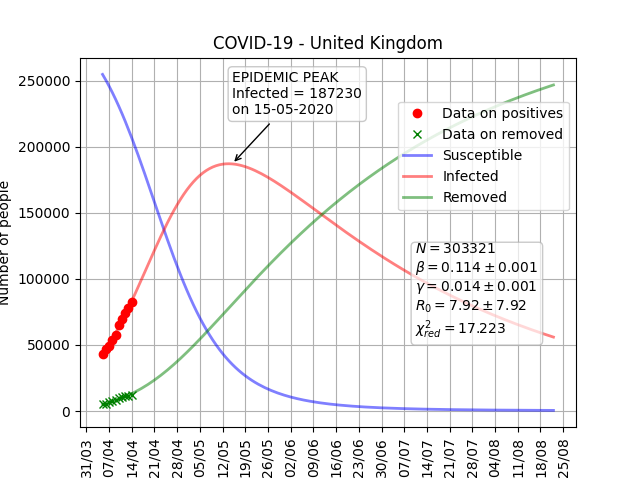 COVID-19 - United Kingdom
EPIDEMIC PEAK
Infected = 187230
on 15-05-2020
Data on positives
Data on removed
Susceptible
Infected
Removed
N = 303321
β = 0.114 ± 0.001
γ = 0.014 ± 0.001
R₀ = 7.92 ± 7.92
χ²red = 17.223
Number of people
250000
200000
150000
100000
50000
0
31/03
07/04
14/04
21/04
28/04
05/05
12/05
19/05
26/05
02/06
09/06
16/06
23/06
30/06
07/07
14/07
21/07
28/07
04/08
11/08
18/08
25/08